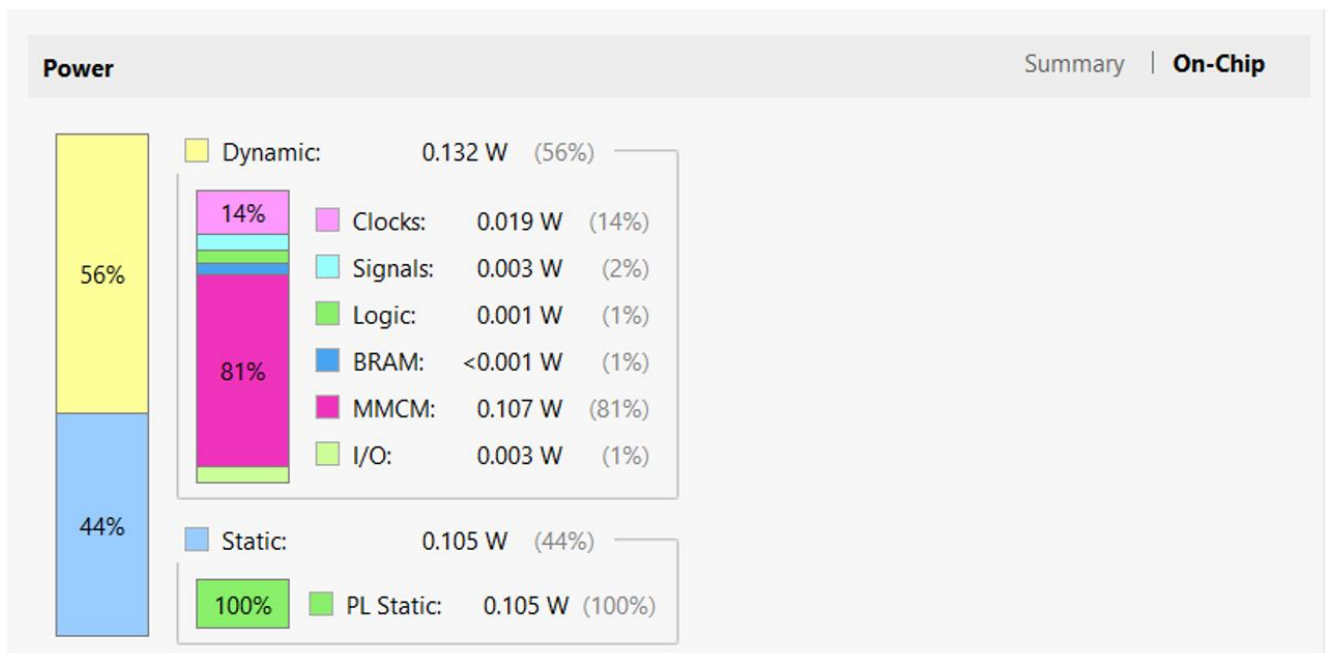 Power Summary | On-Chip
Dynamic: 0.132 W (56%)
14% Clocks: 0.019 W (14%)
56% Signals: 0.003 W (2%)
Logic: 0.001 W (1%)
81% BRAM: <0.001 W (1%)
MMCM: 0.107 W (81%)
I/O: 0.003 W (1%)
44% Static: 0.105 W (44%)
100% PL Static: 0.105 W (100%)